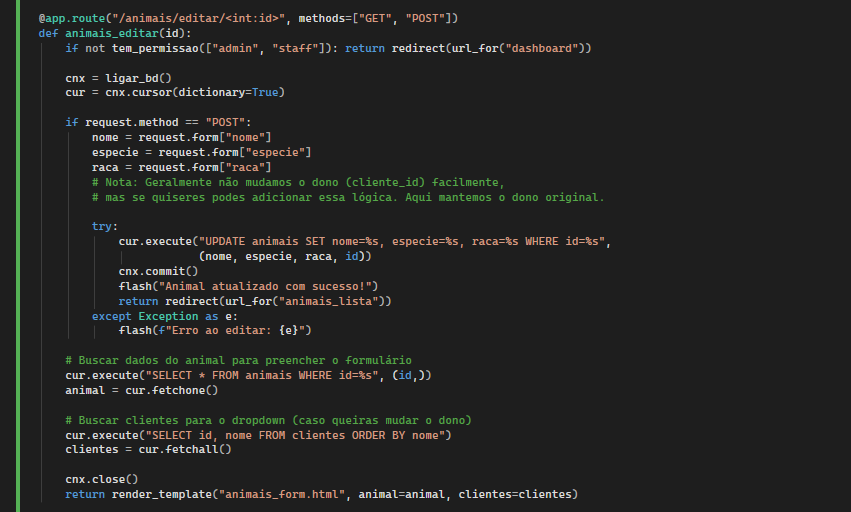 @app.route("/animais/editar/<int:id>", methods=["GET", "POST"])
def animais_editar(id):
    if not tem_permissao(["admin", "staff"]): return redirect(url_for("dashboard"))

    cnx = ligar_bd()
    cur = cnx.cursor(dictionary=True)

    if request.method == "POST":
        nome = request.form["nome"]
        especie = request.form["especie"]
        raca = request.form["raca"]
        # Nota: Geralmente não mudamos o dono (cliente_id) facilmente,
        # mas se quiseres podes adicionar essa lógica. Aqui mantemos o dono original.

        try:
            cur.execute("UPDATE animais SET nome=%s, especie=%s, raca=%s WHERE id=%s",
                        (nome, especie, raca, id))
            cnx.commit()
            flash("Animal atualizado com sucesso!")
            return redirect(url_for("animais_lista"))
        except Exception as e:
            flash(f"Erro ao editar: {e}")

    # Buscar dados do animal para preencher o formulário
    cur.execute("SELECT * FROM animais WHERE id=%s", (id,))
    animal = cur.fetchone()

    # Buscar clientes para o dropdown (caso queiras mudar o dono)
    cur.execute("SELECT id, nome FROM clientes ORDER BY nome")
    clientes = cur.fetchall()

    cnx.close()
    return render_template("animais_form.html", animal=animal, clientes=clientes)